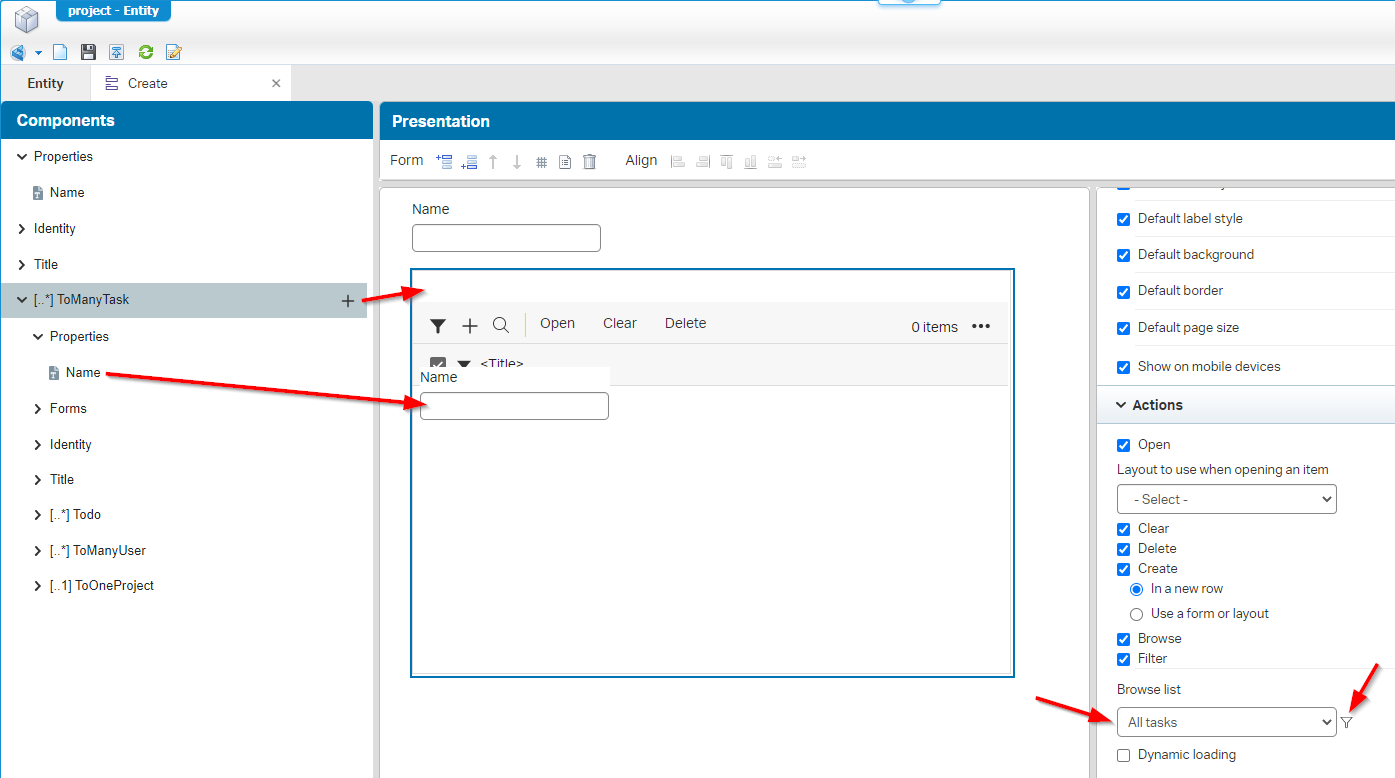 project - Entity
Entity
Create
Components
Properties
Name
Identity
Title
[..*] ToManyTask
Properties
Name
Forms
Identity
Title
[..*] Todo
[..*] ToManyUser
[..1] ToOneProject
Presentation
Form
Align
Name
Open Clear Delete 0 items
<Title>
Name
Default label style
Default background
Default border
Default page size
Show on mobile devices
Actions
Open
Layout to use when opening an item
- Select -
Clear
Delete
Create
In a new row
Use a form or layout
Browse
Filter
Browse list
All tasks
Dynamic loading